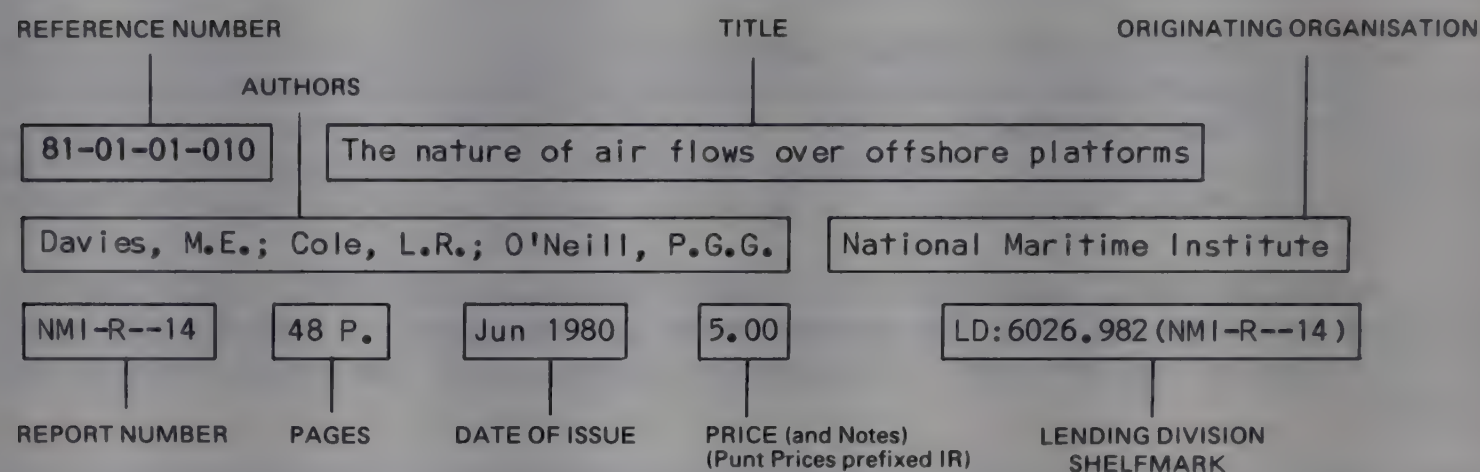 REFERENCE NUMBER TITLE ORIGINATING ORGANISATION
AUTHORS
81-01-01-010 The nature of air flows over offshore platforms
Davies, M.E.; Cole, L.R.; O'Neill, P.G.G. National Maritime Institute
NMI-R--14 48 P. Jun 1980 5.00 LD:6026.982(NMI-R--14)
REPORT NUMBER PAGES DATE OF ISSUE PRICE (and Notes) LENDING DIVISION
(Punt Prices prefixed IR) SHELFMARK